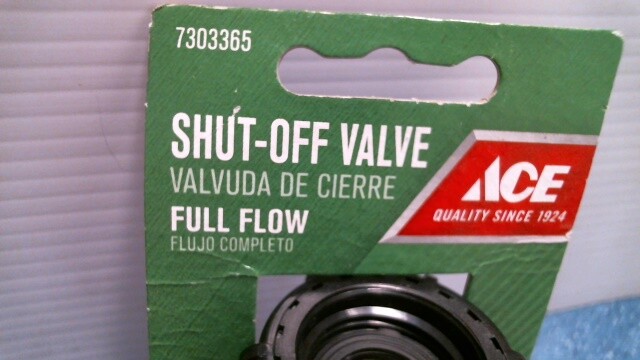 7303365
SHUT-OFF VALVE
VALVUDA DE CIERRE
FULL FLOW
FLUJO COMPLETO
ACE
QUALITY SINCE 1924